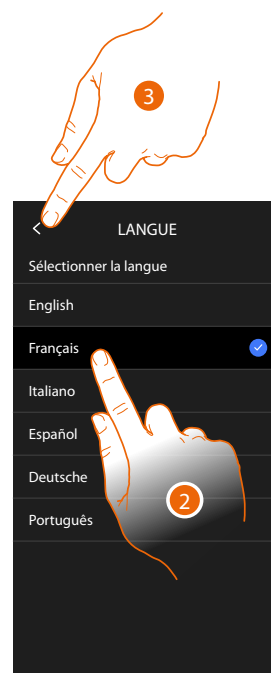 3
LANGUE
Sélectionner la langue
English
Français
Italiano
Español
Deutsche
2
Português